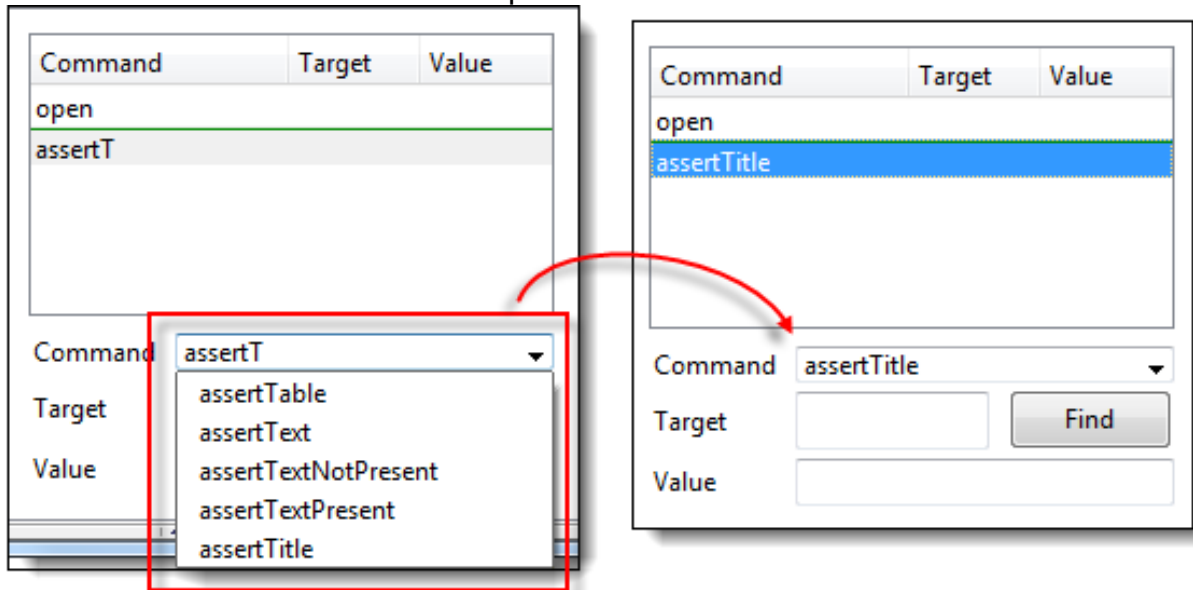 Command Target Value
open
assertT
Command assertT
Target
Value
assertTable
assertText
assertTextNotPresent
assertTextPresent
assertTitle
Command Target Value
open
assertTitle
Command assertTitle
Target Find
Value